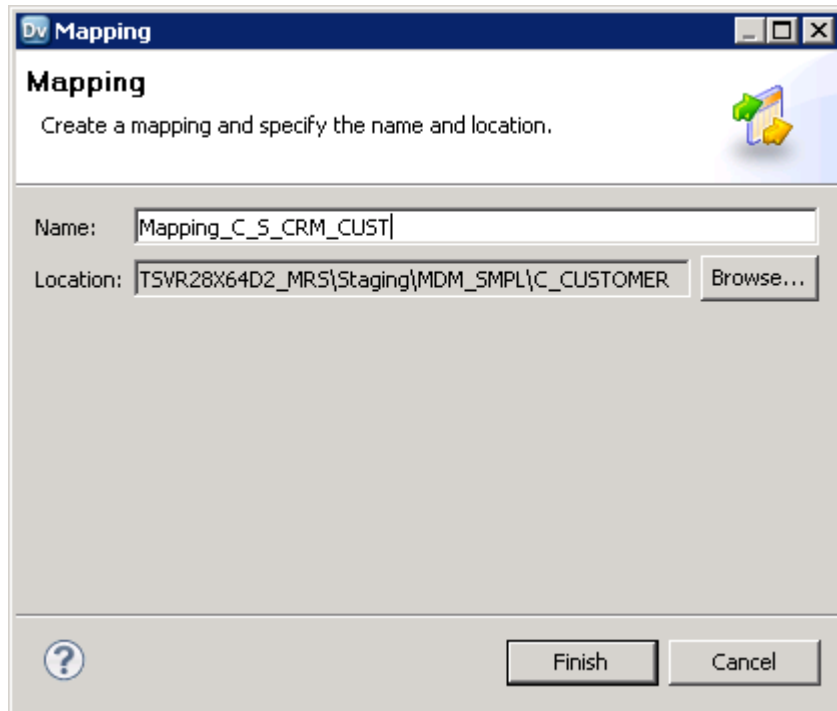 Dv Mapping
Mapping
Create a mapping and specify the name and location.
Name: Mapping_C_S_CRM_CUST
Location: TSVR28X64D2_MRS\Staging\MDM_SMPL\C_CUSTOMER Browse...
? Finish Cancel